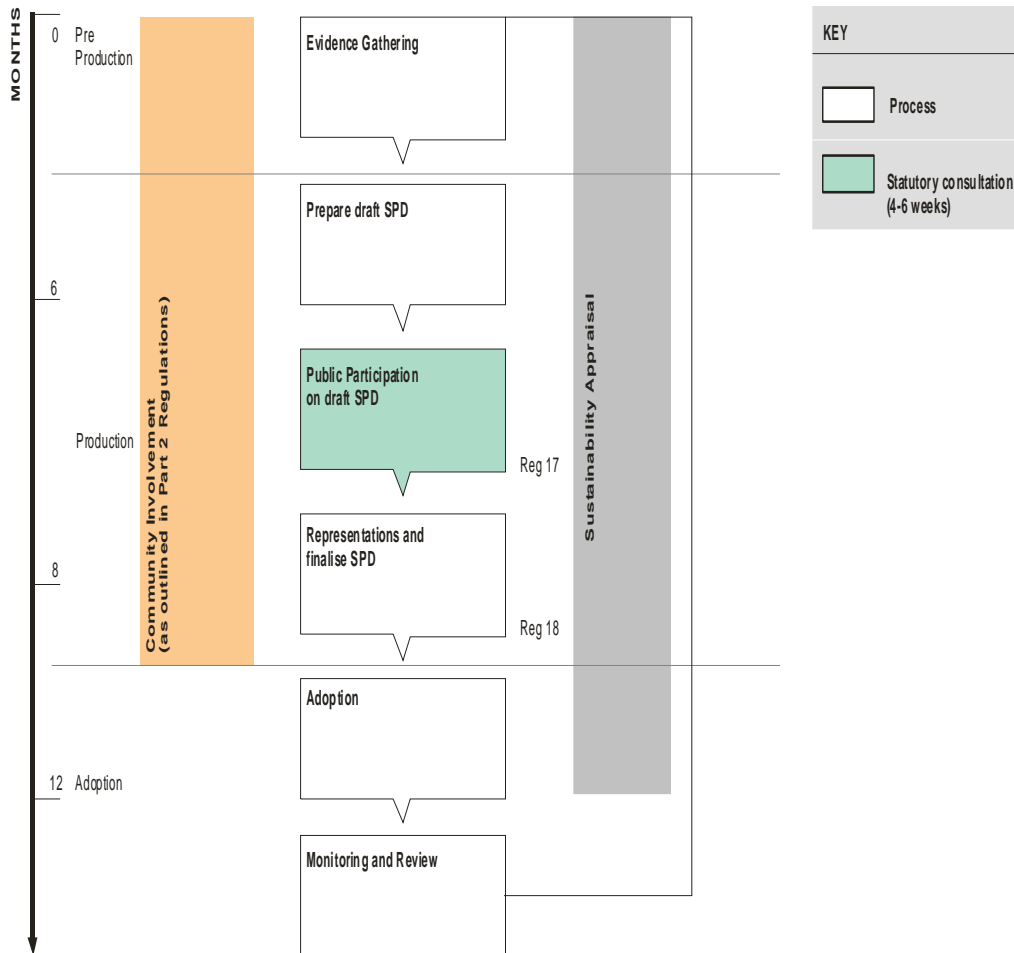 MONTHS
0
Pre
Production
6
Production
8
12
Adoption
Community Involvement
(as outlined in Part 2 Regulations)
Evidence Gathering
Prepare draft SPD
Public Participation
on draft SPD
Reg 17
Representations and
finalise SPD
Reg 18
Adoption
Monitoring and Review
Sustainability Appraisal
KEY
Process
Statutory consultation
(4-6 weeks)